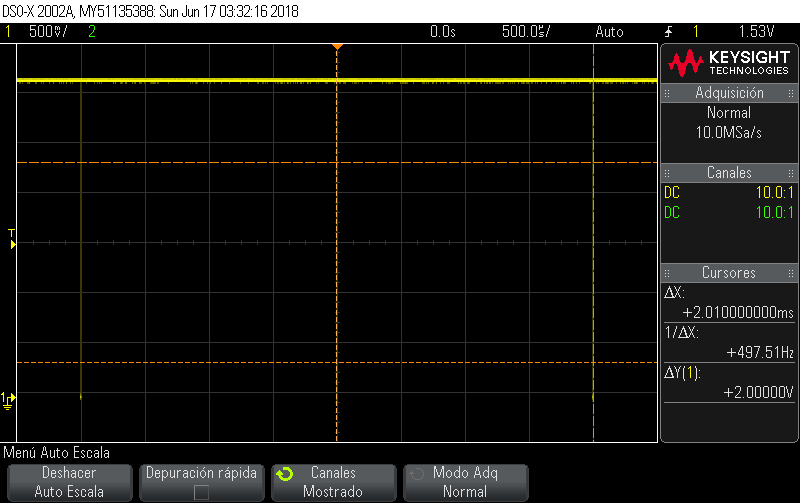 DSO-X 2002A, MY51135388: Sun Jun 17 03:32:16 2018
1 500mV/ 2 0.0s 500.0µs/ Auto 1 1.53V
KEYSIGHT
TECHNOLOGIES
Adquisición
Normal
10.0MSa/s
Canales
DC 10.0:1
DC 10.0:1
Cursores
ΔX:
+2.010000000ms
1/ΔX:
+497.51Hz
ΔY(1):
+2.00000V
T
1
Menú Auto Escala
Deshacer
Auto Escala
Depuración rápida
Canales
Mostrado
Modo Adq
Normal